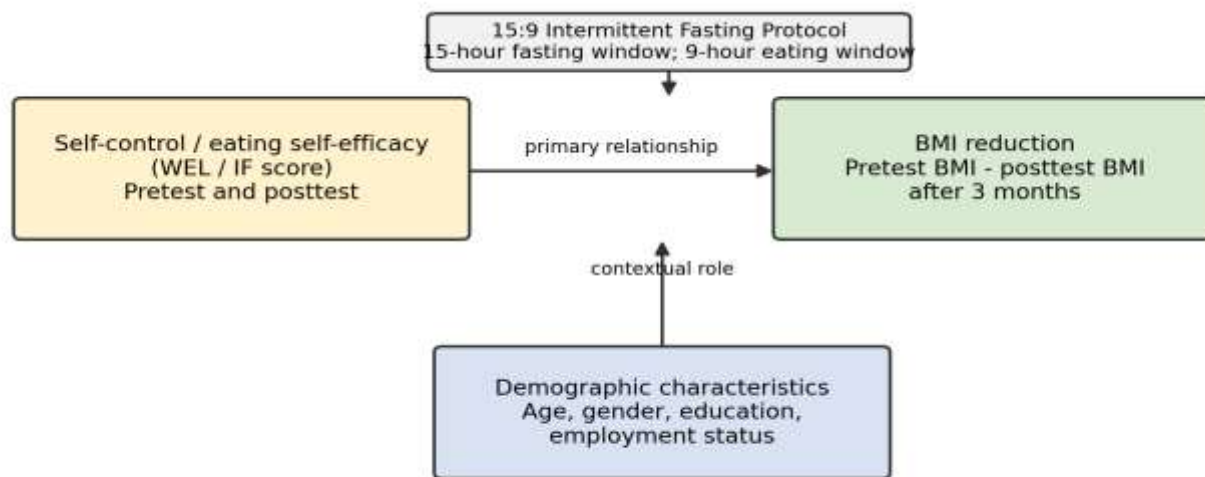 15:9 Intermittent Fasting Protocol
15-hour fasting window; 9-hour eating window
Self-control / eating self-efficacy
(WEL / IF score)
Pretest and posttest
primary relationship
BMI reduction
Pretest BMI - posttest BMI
after 3 months
contextual role
Demographic characteristics
Age, gender, education,
employment status